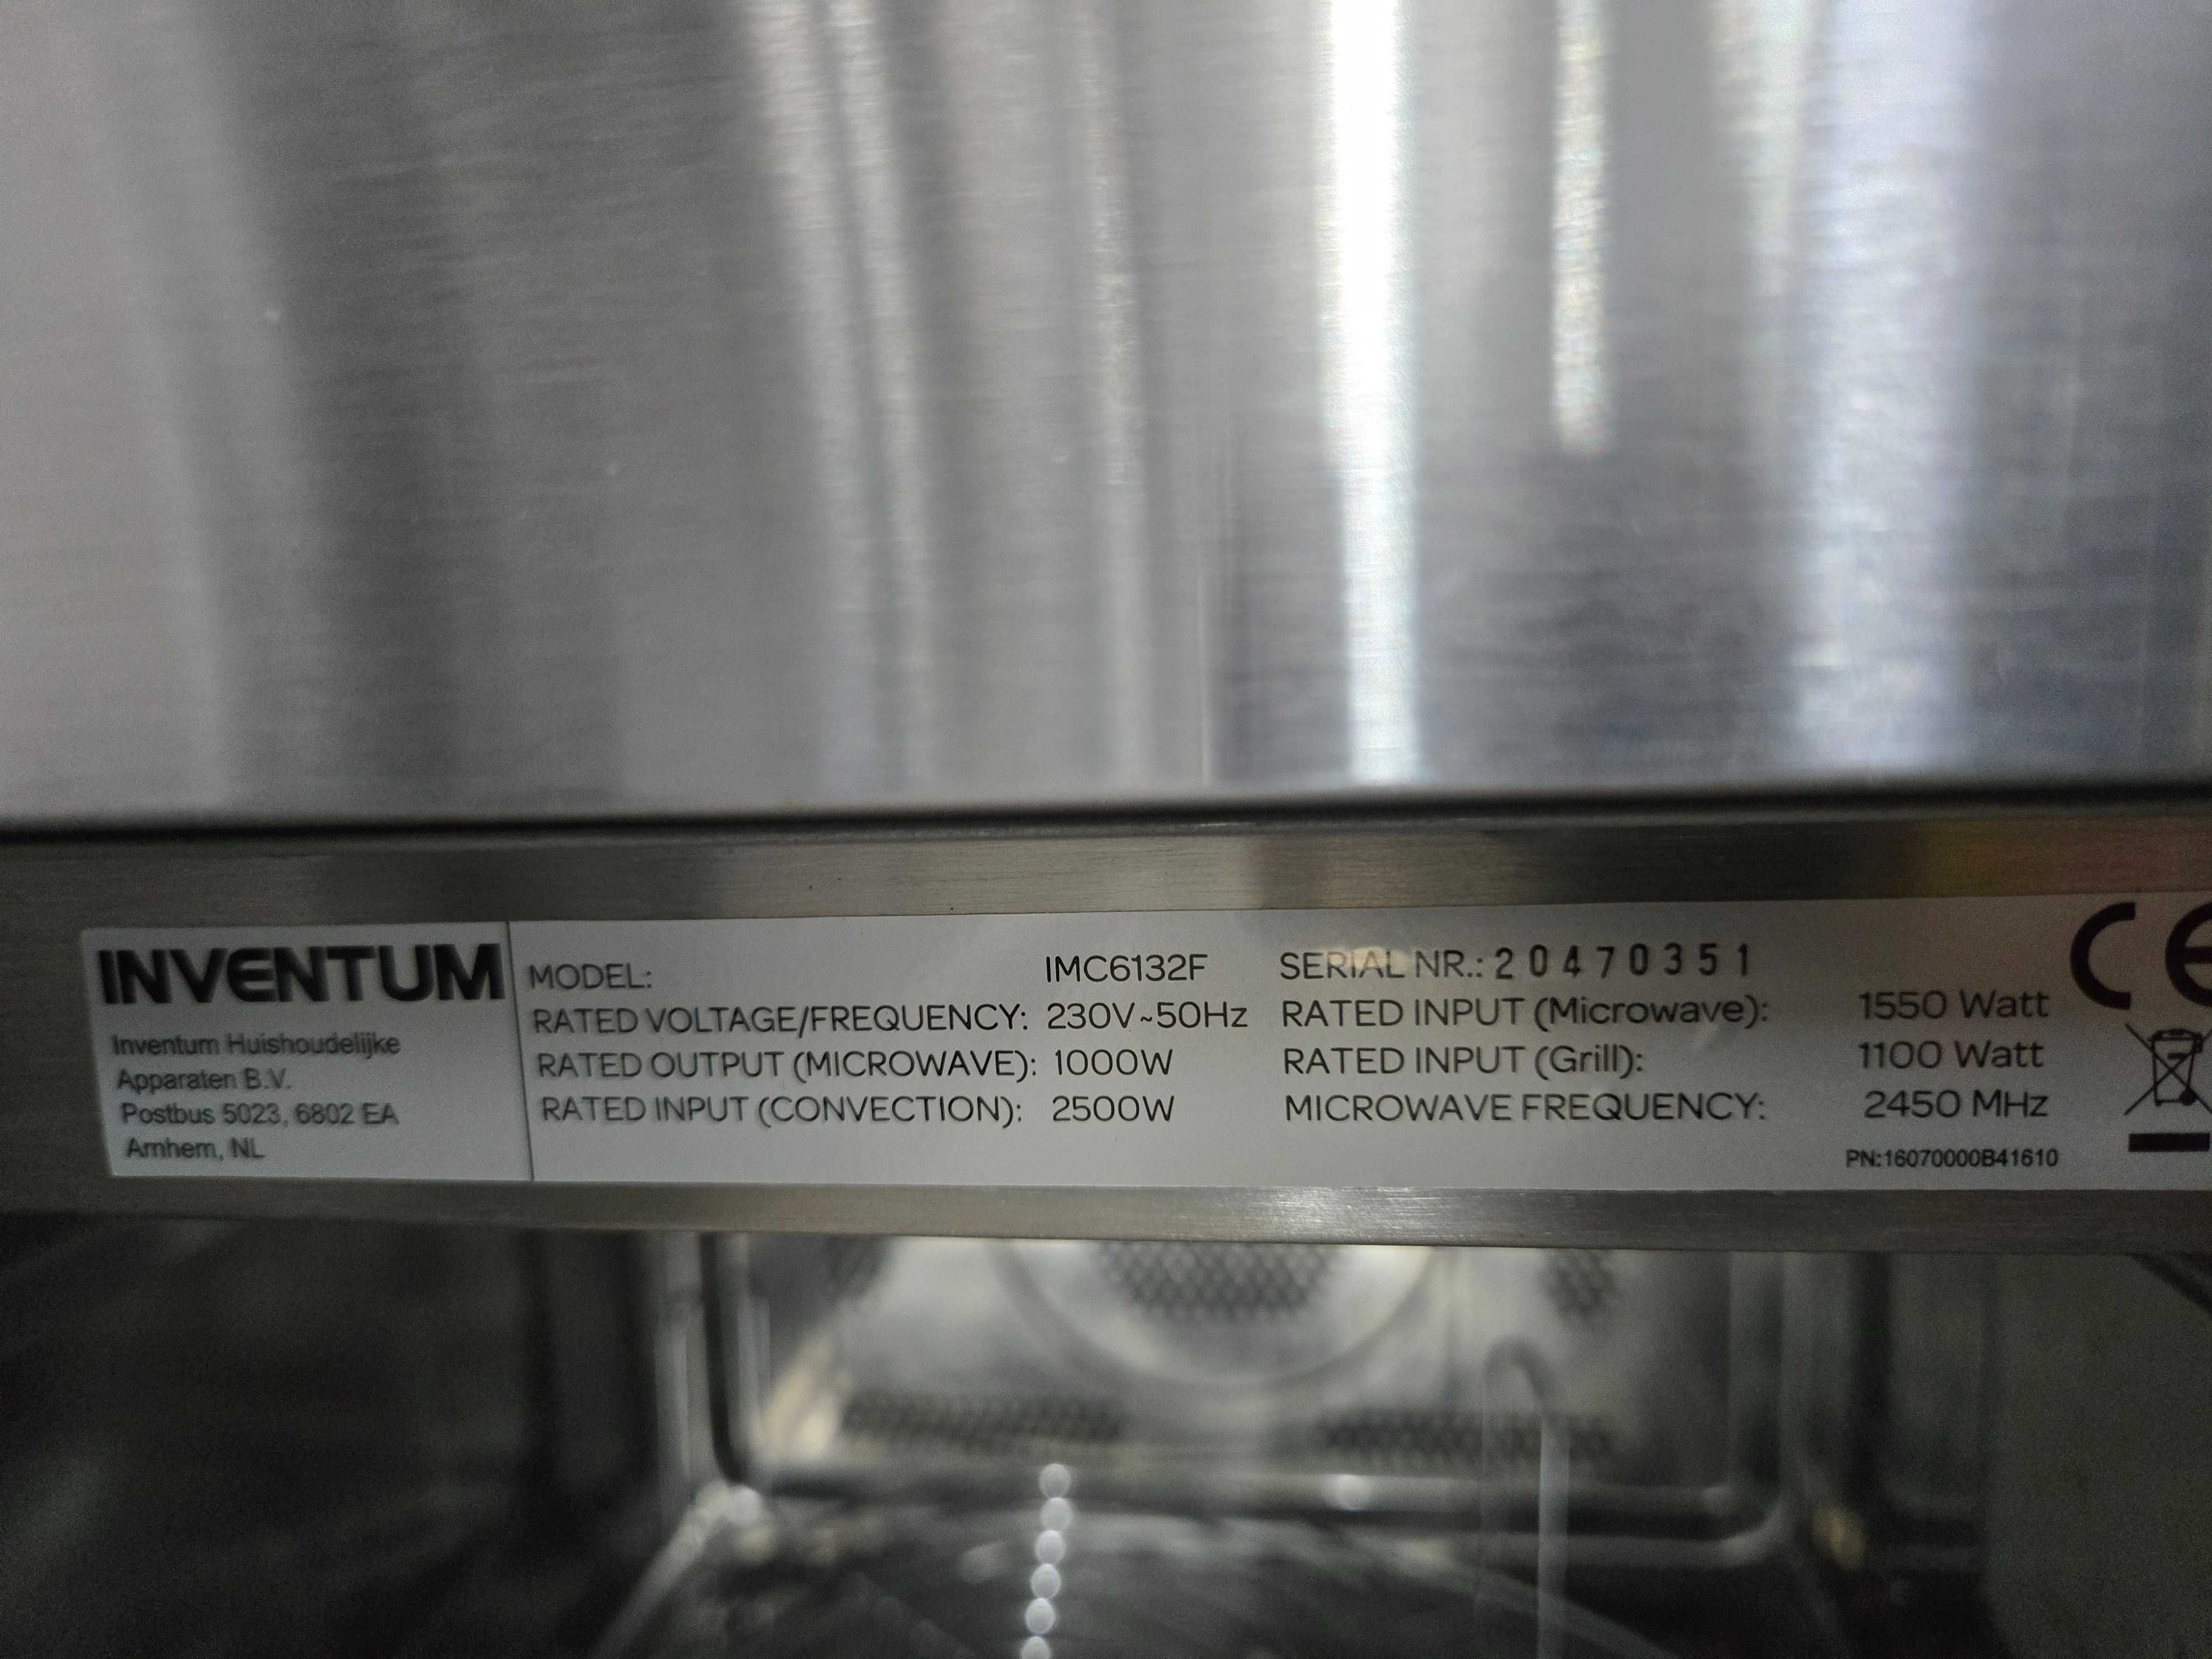 INVENTUM
Inventum Huishoudelijke
Apparaten B.V.
Postbus 5023, 6802 EA
Arnhem, NL
MODEL: IMC6132F
RATED VOLTAGE/FREQUENCY: 230V~50Hz
RATED OUTPUT (MICROWAVE): 1000W
RATED INPUT (CONVECTION): 2500W
SERIAL NR.: 20470351
RATED INPUT (Microwave): 1550 Watt
RATED INPUT (Grill): 1100 Watt
MICROWAVE FREQUENCY: 2450 MHz
PN:16070000B41610
CE